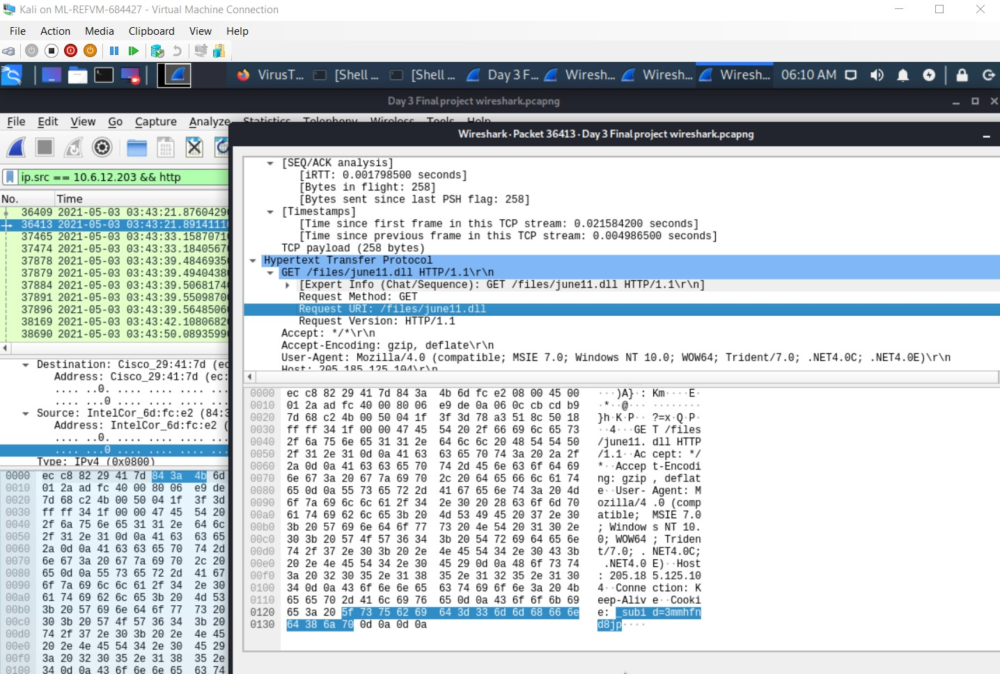 Kali on ML-REFVM-684427 - Virtual Machine Connection
File Action Media Clipboard View Help
VirusT... [Shell ... [Shell ... Day 3 F... Wiresh... Wiresh... Wiresh... 06:10 AM
Day 3 Final project wireshark.pcapng
File Edit View Go Capture Analyze Statistics Telephony Wireless Tools Help
Wireshark · Packet 36413 · Day 3 Final project wireshark.pcapng
ip.src == 10.6.12.203 && http
No. Time
36409 2021-05-03 03:43:21.87604290
36413 2021-05-03 03:43:21.89141110
37465 2021-05-03 03:43:33.15870710
37474 2021-05-03 03:43:33.18405670
37878 2021-05-03 03:43:39.48469350
37879 2021-05-03 03:43:39.49404380
37884 2021-05-03 03:43:39.50681740
37891 2021-05-03 03:43:39.55098700
37896 2021-05-03 03:43:39.56485060
38169 2021-05-03 03:43:42.10806820
38690 2021-05-03 03:43:50.08935990
Destination: Cisco_29:41:7d (ec
Address: Cisco_29:41:7d (ec:
.... ..0. .... .... ....
.... ...0 .... .... ....
Source: IntelCor_6d:fc:e2 (84:3
Address: IntelCor_6d:fc:e2 (
.... ..0. .... .... ....
.... ...0 .... .... ....
Type: IPv4 (0x0800)
0000 ec c8 82 29 41 7d 84 3a 4b 6d
0010 01 2a ad fc 40 00 80 06 e9 de
0020 7d 68 c2 4b 00 50 04 1f 3f 3d
0030 ff ff 34 1f 00 00 47 45 54 20
0040 2f 6a 75 6e 65 31 31 2e 64 6c
0050 2f 31 2e 31 0d 0a 41 63 63 65
0060 2a 0d 0a 41 63 63 65 70 74 2d
0070 6e 67 3a 20 67 7a 69 70 2c 20
0080 65 0d 0a 55 73 65 72 2d 41 67
0090 6f 7a 69 6c 6c 61 2f 34 2e 30
00a0 61 74 69 62 6c 65 3b 20 4d 53
00b0 3b 20 57 69 6e 64 6f 77 73 20
00c0 30 3b 20 57 4f 57 36 34 3b 20
00d0 74 2f 37 2e 30 3b 20 2e 4e 45
00e0 20 2e 4e 45 54 34 2e 30 45 29
00f0 3a 20 32 30 35 2e 31 38 35 2e
0100 34 0d 0a 43 6f 6e 6e 65 63 74
[SEQ/ACK analysis]
[iRTT: 0.001798500 seconds]
[Bytes in flight: 258]
[Bytes sent since last PSH flag: 258]
[Timestamps]
[Time since first frame in this TCP stream: 0.021584200 seconds]
[Time since previous frame in this TCP stream: 0.004986500 seconds]
TCP payload (258 bytes)
Hypertext Transfer Protocol
GET /files/june11.dll HTTP/1.1\r\n
[Expert Info (Chat/Sequence): GET /files/june11.dll HTTP/1.1\r\n]
Request Method: GET
Request URI: /files/june11.dll
Request Version: HTTP/1.1
Accept: */*\r\n
Accept-Encoding: gzip, deflate\r\n
User-Agent: Mozilla/4.0 (compatible; MSIE 7.0; Windows NT 10.0; WOW64; Trident/7.0; .NET4.0C; .NET4.0E)\r\n
Host: 205.185.125.104\r\n
0000 ec c8 82 29 41 7d 84 3a 4b 6d fc e2 08 00 45 00 ···)A}·: Km····E·
0010 01 2a ad fc 40 00 80 06 e9 de 0a 06 0c cb cd b9 ·*··@··· ········
0020 7d 68 c2 4b 00 50 04 1f 3f 3d 78 a3 51 8c 50 18 }h·K·P·· ?=x·Q·P·
0030 ff ff 34 1f 00 00 47 45 54 20 2f 66 69 6c 65 73 ··4···GE T /files
0040 2f 6a 75 6e 65 31 31 2e 64 6c 6c 20 48 54 54 50 /june11. dll HTTP
0050 2f 31 2e 31 0d 0a 41 63 63 65 70 74 3a 20 2a 2f /1.1··Ac cept: */
0060 2a 0d 0a 41 63 63 65 70 74 2d 45 6e 63 6f 64 69 *··Accep t-Encodi
0070 6e 67 3a 20 67 7a 69 70 2c 20 64 65 66 6c 61 74 ng: gzip , deflat
0080 65 0d 0a 55 73 65 72 2d 41 67 65 6e 74 3a 20 4d e··User- Agent: M
0090 6f 7a 69 6c 6c 61 2f 34 2e 30 20 28 63 6f 6d 70 ozilla/4 .0 (comp
00a0 61 74 69 62 6c 65 3b 20 4d 53 49 45 20 37 2e 30 atible; MSIE 7.0
00b0 3b 20 57 69 6e 64 6f 77 73 20 4e 54 20 31 30 2e ; Window s NT 10.
00c0 30 3b 20 57 4f 57 36 34 3b 20 54 72 69 64 65 6e 0; WOW64 ; Triden
00d0 74 2f 37 2e 30 3b 20 2e 4e 45 54 34 2e 30 43 3b t/7.0; . NET4.0C;
00e0 20 2e 4e 45 54 34 2e 30 45 29 0d 0a 48 6f 73 74 .NET4.0 E)··Host
00f0 3a 20 32 30 35 2e 31 38 35 2e 31 32 35 2e 31 30 : 205.18 5.125.10
0100 34 0d 0a 43 6f 6e 6e 65 63 74 69 6f 6e 3a 20 4b 4··Conne ction: K
0110 65 65 70 2d 41 6c 69 76 65 0d 0a 43 6f 6f 6b 69 eep-Aliv e··Cooki
0120 65 3a 20 5f 73 75 62 69 64 3d 33 6d 6d 68 66 6e e: _subi d=3mmhfn
0130 64 38 6a 70 0d 0a 0d 0a d8jp····